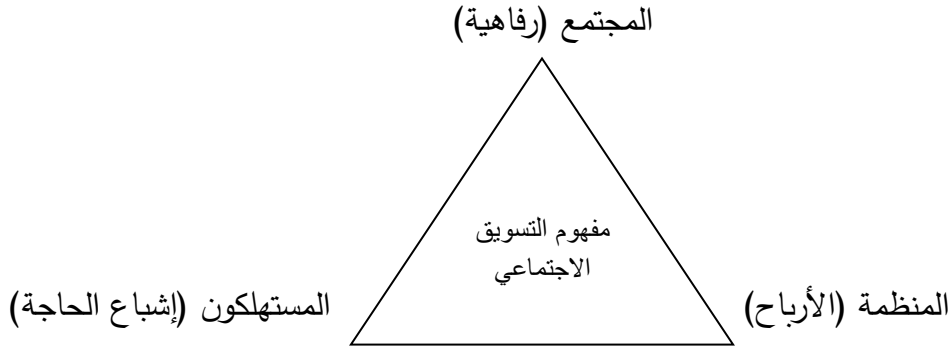 المجتمع (رفاهية)
مفهوم التسويق
الاجتماعي
المنظمة (الأرباح)
المستهلكون (إشباع الحاجة)